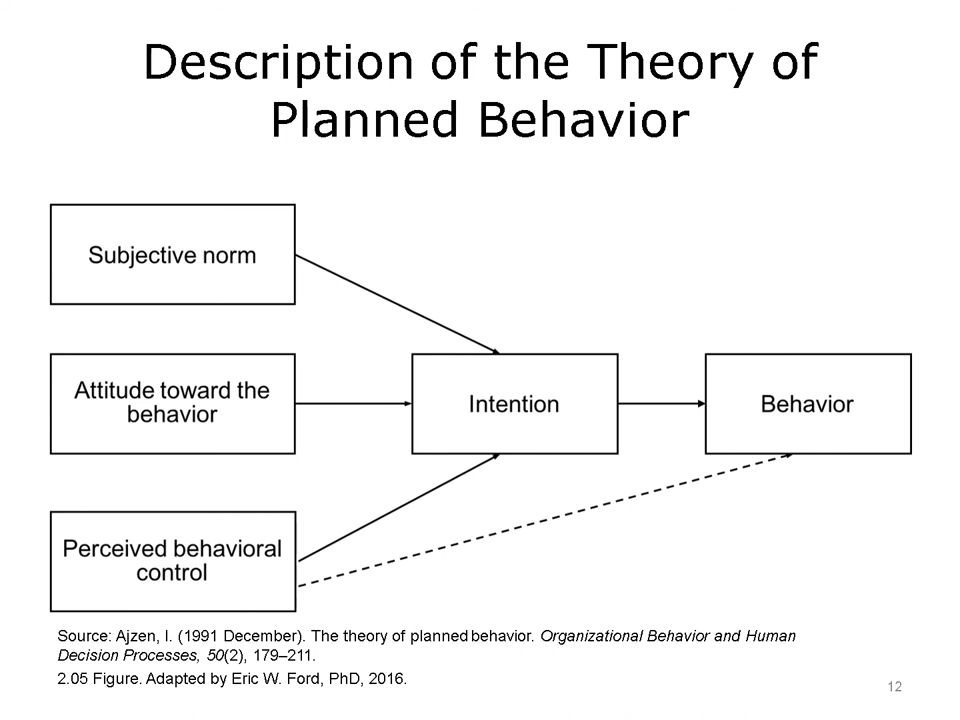 Description of the Theory of
Planned Behavior
Subjective norm
Attitude toward the
behavior
Intention
Behavior
Perceived behavioral
control
Source: Ajzen, I. (1991 December). The theory of planned behavior. Organizational Behavior and Human
Decision Processes, 50(2), 179–211.
2.05 Figure. Adapted by Eric W. Ford, PhD, 2016.
12